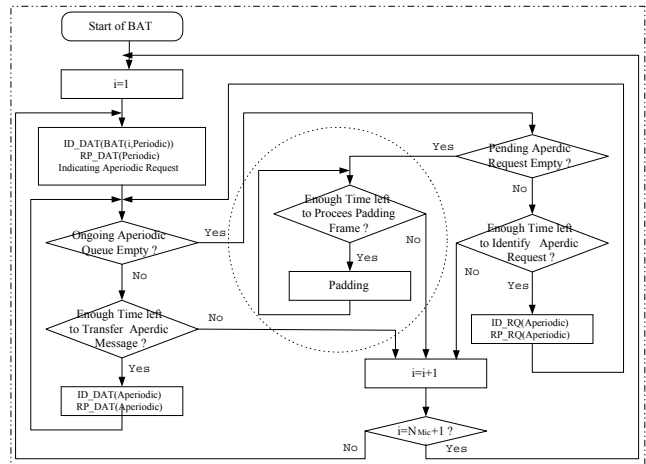 Start of BAT
i=1
ID_DAT(BAT(i,Periodic))
RP_DAT(Periodic)
Indicating Aperiodic Request
Ongoing Aperiodic
Queue Empty ?
Yes
No
Enough Time left
to Transfer Aperdic
Message ?
No
Yes
ID_DAT(Aperiodic)
RP_DAT(Aperiodic)
Enough Time left
to Procees Padding
Frame ?
No
Yes
Padding
Pending Aperdic
Request Empty ?
Yes
No
Enough Time left
to Identify Aperdic
Request ?
No
Yes
ID_RQ(Aperiodic)
RP_RQ(Aperiodic)
i=i+1
i=NMic+1 ?
No
Yes